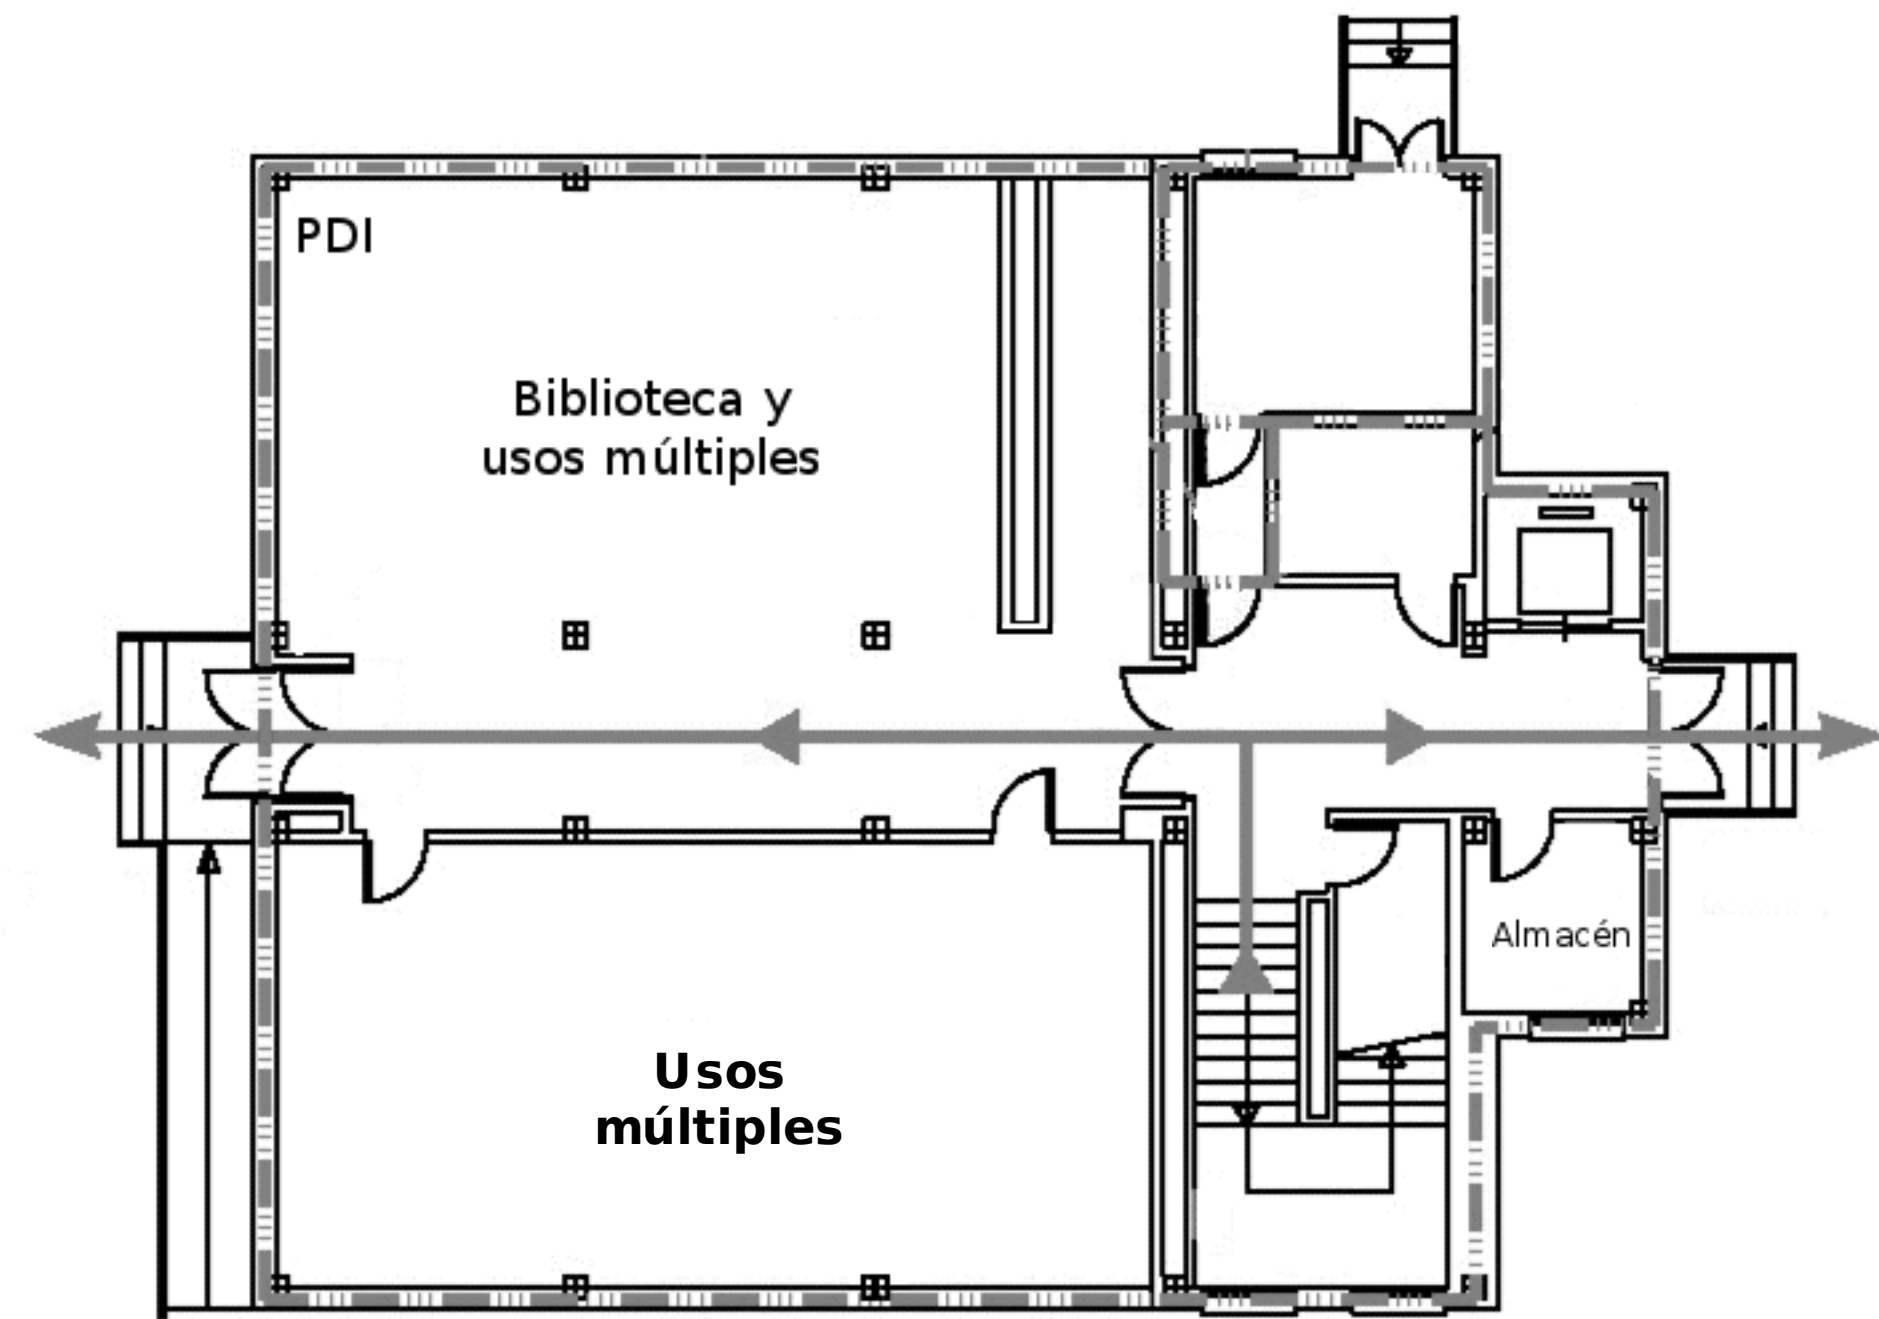 PDI
Biblioteca y
usos múltiples
Almacén
Usos
múltiples